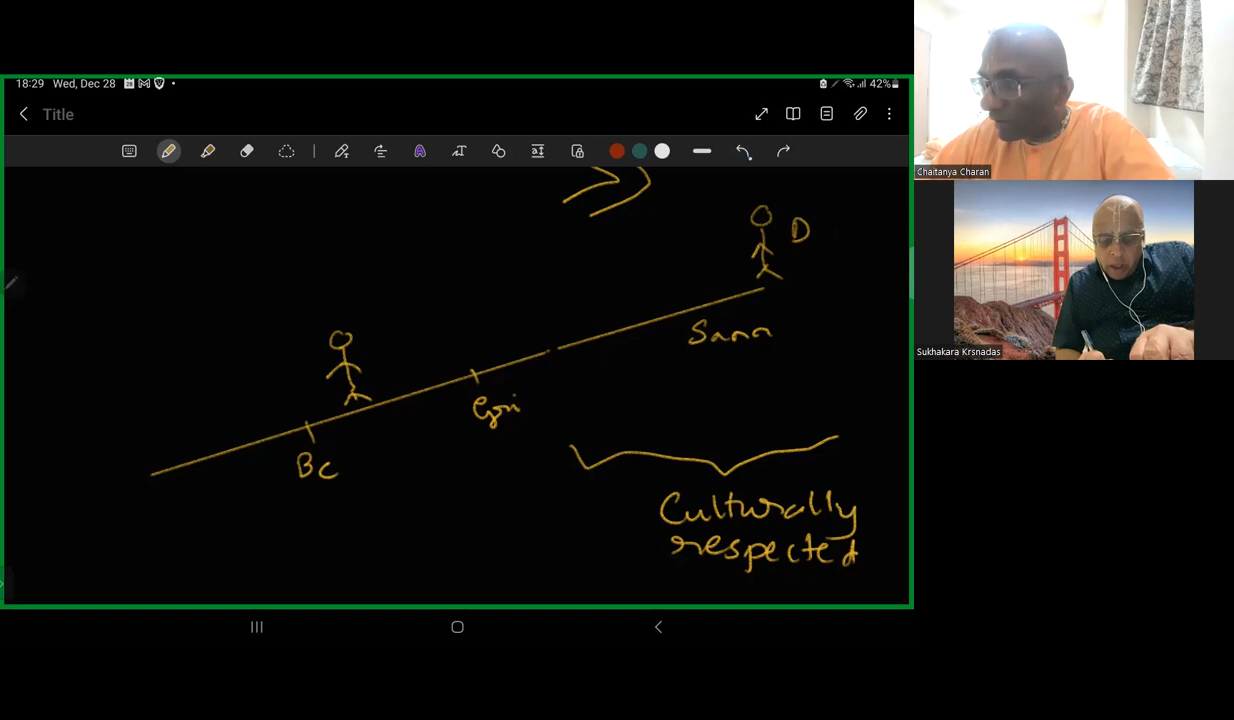 18:29 Wed, Dec 28
42%
Title
D
Sann
Bc
Culturally
respected
Chaitanya Charan
Sukhakara Krsnadas